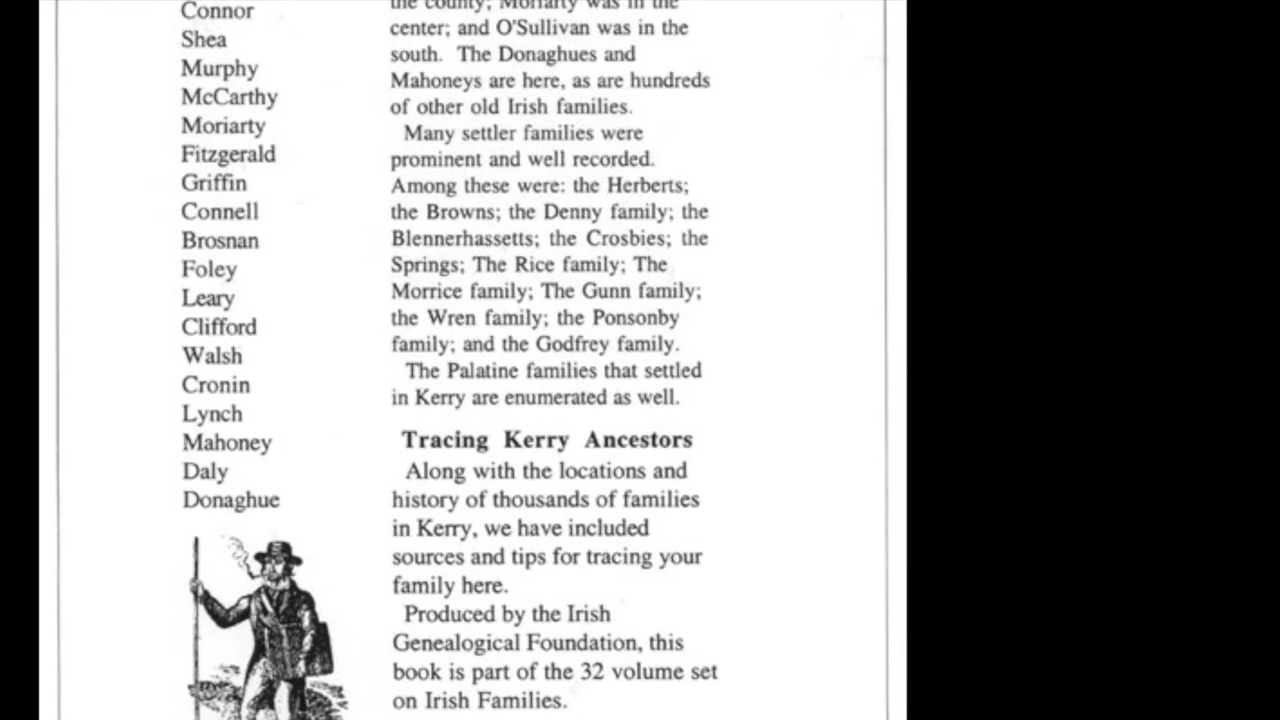 Connor
Shea
Murphy
McCarthy
Moriarty
Fitzgerald
Griffin
Connell
Brosnan
Foley
Leary
Clifford
Walsh
Cronin
Lynch
Mahoney
Daly
Donaghue
the county; Moriarty was in the
center; and O'Sullivan was in the
south. The Donaghues and
Mahoneys are here, as are hundreds
of other old Irish families.
Many settler families were
prominent and well recorded.
Among these were: the Herberts;
the Browns; the Denny family; the
Blennerhassetts; the Crosbies; the
Springs; The Rice family; The
Morrice family; The Gunn family;
the Wren family; the Ponsonby
family; and the Godfrey family.
The Palatine families that settled
in Kerry are enumerated as well.
Tracing Kerry Ancestors
Along with the locations and
history of thousands of families
in Kerry, we have included
sources and tips for tracing your
family here.
Produced by the Irish
Genealogical Foundation, this
book is part of the 32 volume set
on Irish Families.